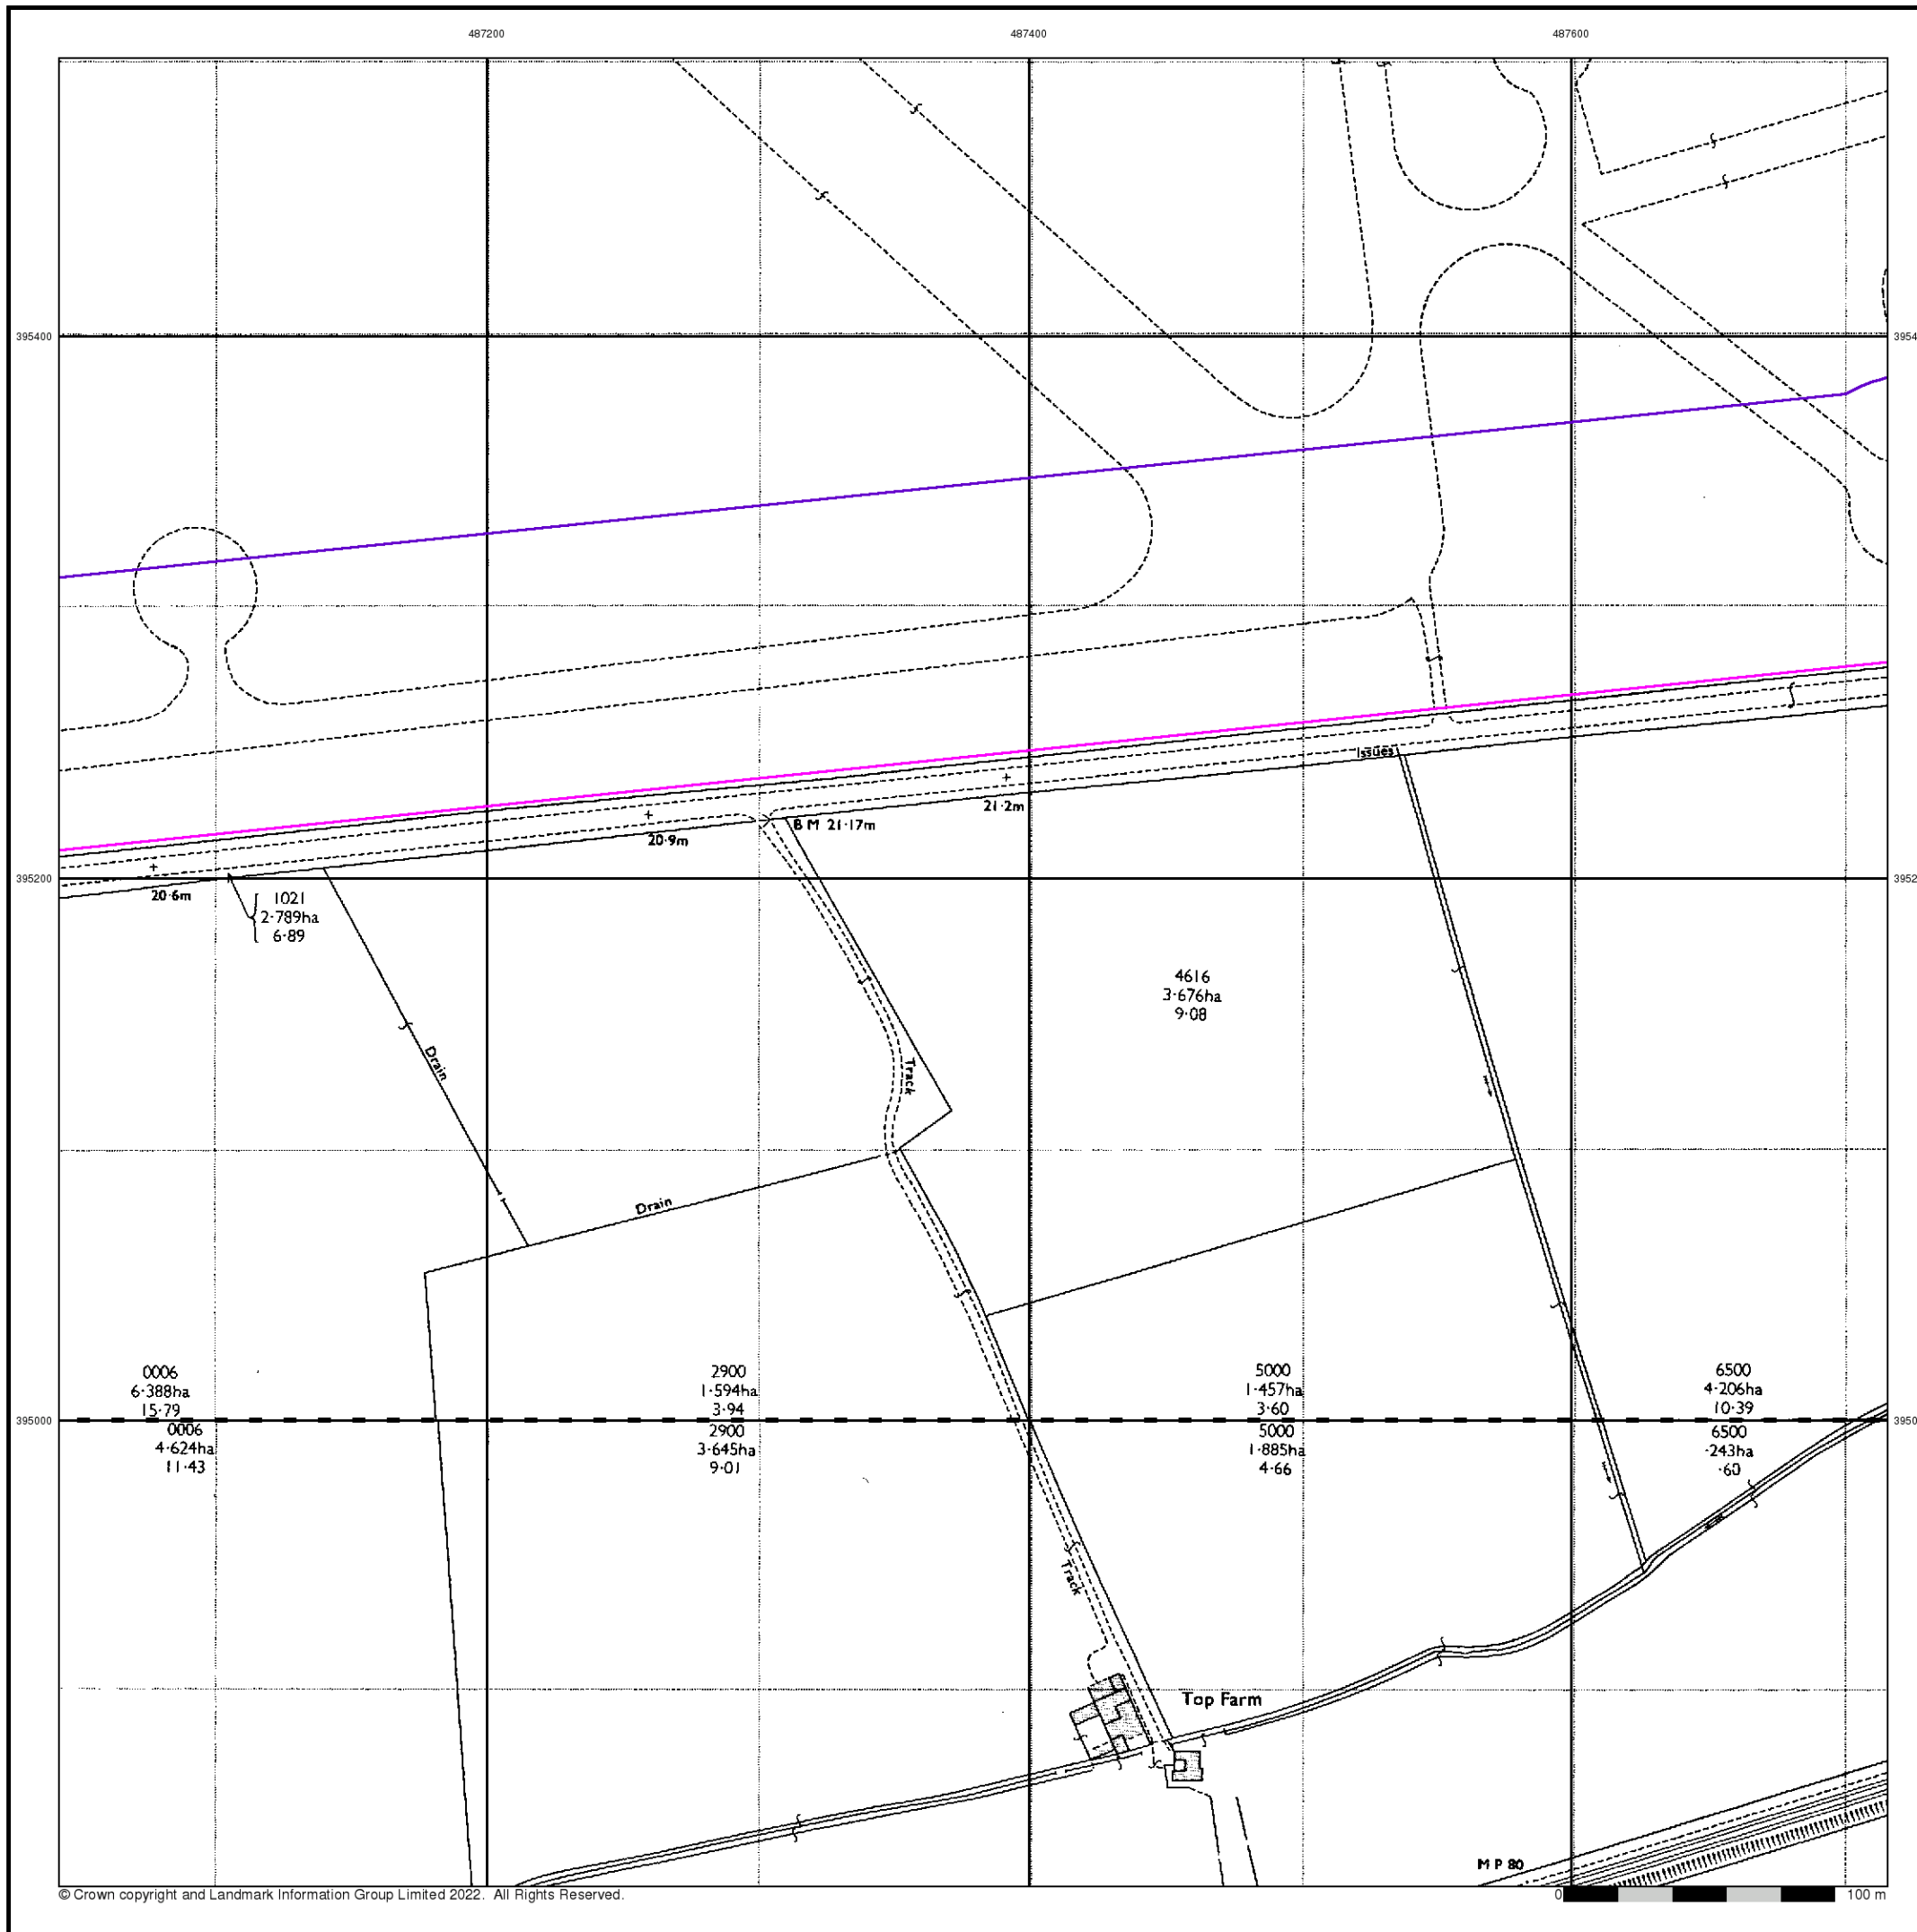 487200
487400
487600
395400
3954
Issues
21·2m
B M 21·17m
20·9m
395200
3952
20·6m
1021
2·789ha
6·89
4616
3·676ha
9·08
Drain
Track
Drain
0006
6·388ha
15·79
2900
1·594ha
3·94
5000
1·457ha
3·60
6500
4·206ha
10·39
395000
3950
0006
4·624ha
11·43
2900
3·645ha
9·01
5000
1·885ha
4·66
6500
·243ha
·60
Track
Top Farm
M P 80
© Crown copyright and Landmark Information Group Limited 2022. All Rights Reserved.
0
100 m